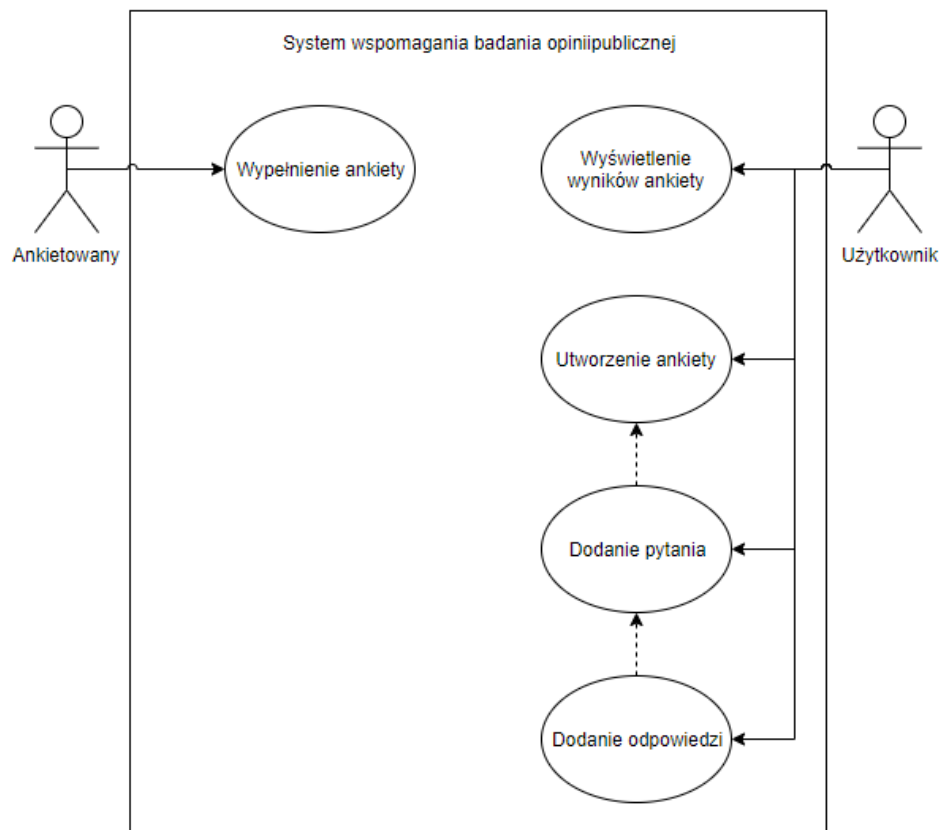 System wspomagania badania opiniipublicznej
Wypełnienie ankiety
Wyświetlenie
wyników ankiety
Ankietowany
Użytkownik
Utworzenie ankiety
Dodanie pytania
Dodanie odpowiedzi